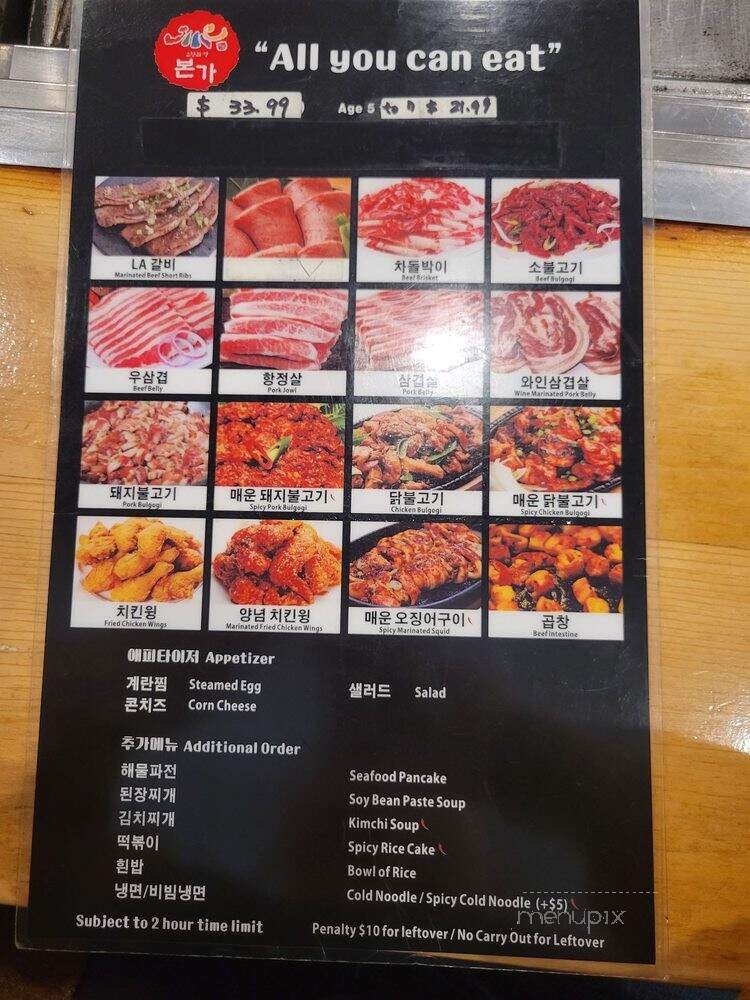 본가
"All you can eat"
$ 33.99 Age 5 to 7 $ 21.99
LA 갈비
Marinated Beef Short Ribs
차돌박이
Beef Brisket
소불고기
Beef Bulgogi
우삼겹
Beef Belly
항정살
Pork Jowl
삼겹살
Pork Belly
와인삼겹살
Wine Marinated Pork Belly
돼지불고기
Pork Bulgogi
매운 돼지불고기
Spicy Pork Bulgogi
닭불고기
Chicken Bulgogi
매운 닭불고기
Spicy Chicken Bulgogi
치킨윙
Fried Chicken Wings
양념 치킨윙
Marinated Fried Chicken Wings
매운 오징어구이
Spicy Marinated Squid
곱창
Beef Intestine
애피타이저 Appetizer
계란찜 Steamed Egg 샐러드 Salad
콘치즈 Corn Cheese
추가메뉴 Additional Order
해물파전 Seafood Pancake
된장찌개 Soy Bean Paste Soup
김치찌개 Kimchi Soup
떡볶이 Spicy Rice Cake
흰밥 Bowl of Rice
냉면/비빔냉면 Cold Noodle / Spicy Cold Noodle (+$5)
menupix
Subject to 2 hour time limit Penalty $10 for leftover / No Carry Out for Leftover